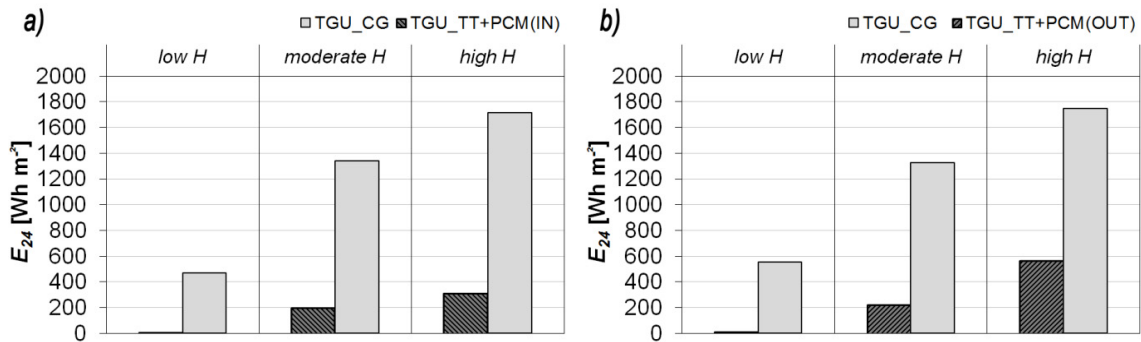 a)
TGU_CG TGU_TT+PCM(IN)
low H moderate H high H
2000
1800
1600
1400
1200
1000
800
600
400
200
0
E24 [Wh m-2]
b)
TGU_CG TGU_TT+PCM(OUT)
low H moderate H high H
2000
1800
1600
1400
1200
1000
800
600
400
200
0
E24 [Wh m-2]